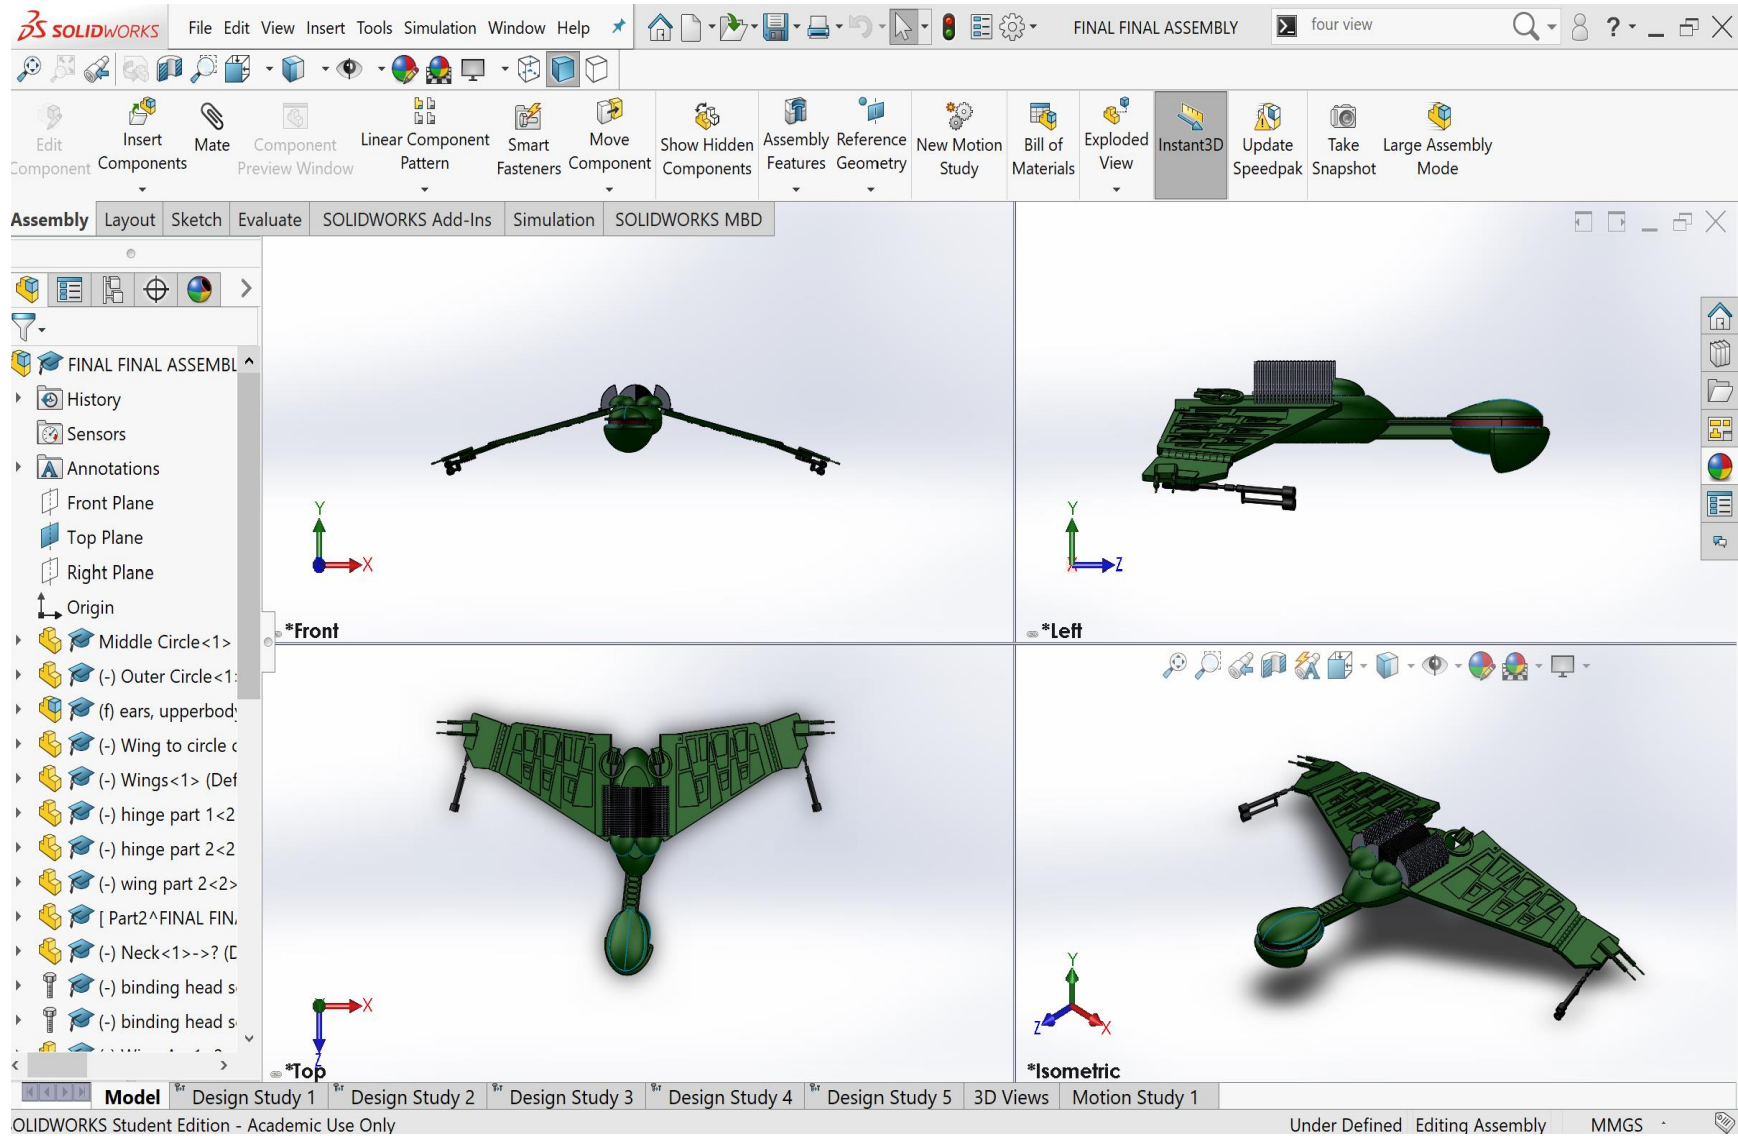 SOLIDWORKS File Edit View Insert Tools Simulation Window Help FINAL FINAL ASSEMBLY four view ?
Edit Component
Insert Components
Mate
Component Preview Window
Linear Component Pattern
Smart Fasteners
Move Component
Show Hidden Components
Assembly Features
Reference Geometry
New Motion Study
Bill of Materials
Exploded View
Instant3D
Update Speedpak
Take Snapshot
Large Assembly Mode
Assembly Layout Sketch Evaluate SOLIDWORKS Add-Ins Simulation SOLIDWORKS MBD
FINAL FINAL ASSEMBL
History
Sensors
Annotations
Front Plane
Top Plane
Right Plane
Origin
Middle Circle<1>
(-) Outer Circle<1
(f) ears, upperbody
(-) Wing to circle c
(-) Wings<1> (Def
(-) hinge part 1<2
(-) hinge part 2<2
(-) wing part 2<2>
[ Part2^FINAL FIN
(-) Neck<1>->? (D
(-) binding head s
(-) binding head s
Y
X
*Front
Y
X
Z
*Left
X
Z
*Top
Y
Z
X
*Isometric
Model Design Study 1 Design Study 2 Design Study 3 Design Study 4 Design Study 5 3D Views Motion Study 1
SOLIDWORKS Student Edition - Academic Use Only Under Defined Editing Assembly MMGS